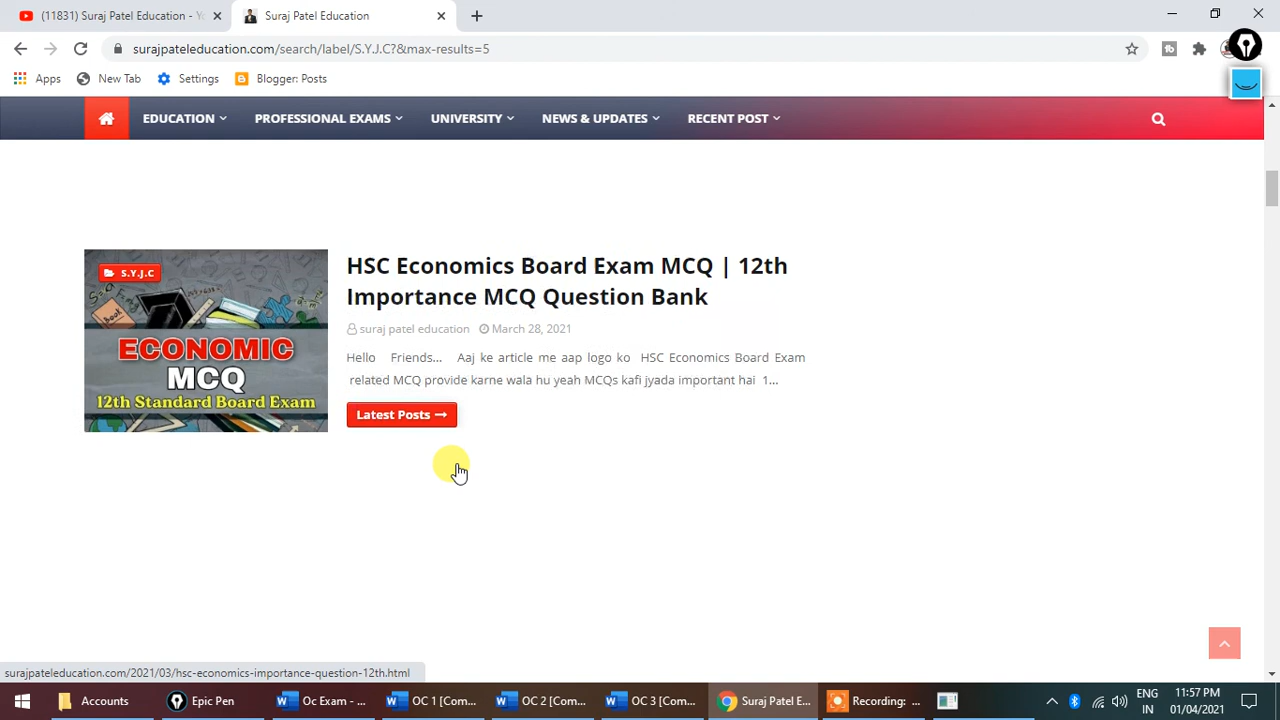 (11831) Suraj Patel Education - Yo
Suraj Patel Education
surajpateleducation.com/search/label/S.Y.J.C?&max-results=5
Apps
New Tab
Settings
Blogger: Posts
EDUCATION
PROFESSIONAL EXAMS
UNIVERSITY
NEWS & UPDATES
RECENT POST
S.Y.J.C
ECONOMIC
MCQ
12th Standard Board Exam
HSC Economics Board Exam MCQ | 12th
Importance MCQ Question Bank
suraj patel education
March 28, 2021
Hello Friends... Aaj ke article me aap logo ko HSC Economics Board Exam
related MCQ provide karne wala hu yeah MCQs kafi jyada important hai 1...
Latest Posts
surajpateleducation.com/2021/03/hsc-economics-importance-question-12th.html
Accounts
Epic Pen
Oc Exam - ...
OC 1 [Com...
OC 2 [Com...
OC 3 [Com...
Suraj Patel E...
Recording: ...
ENG
IN
11:57 PM
01/04/2021